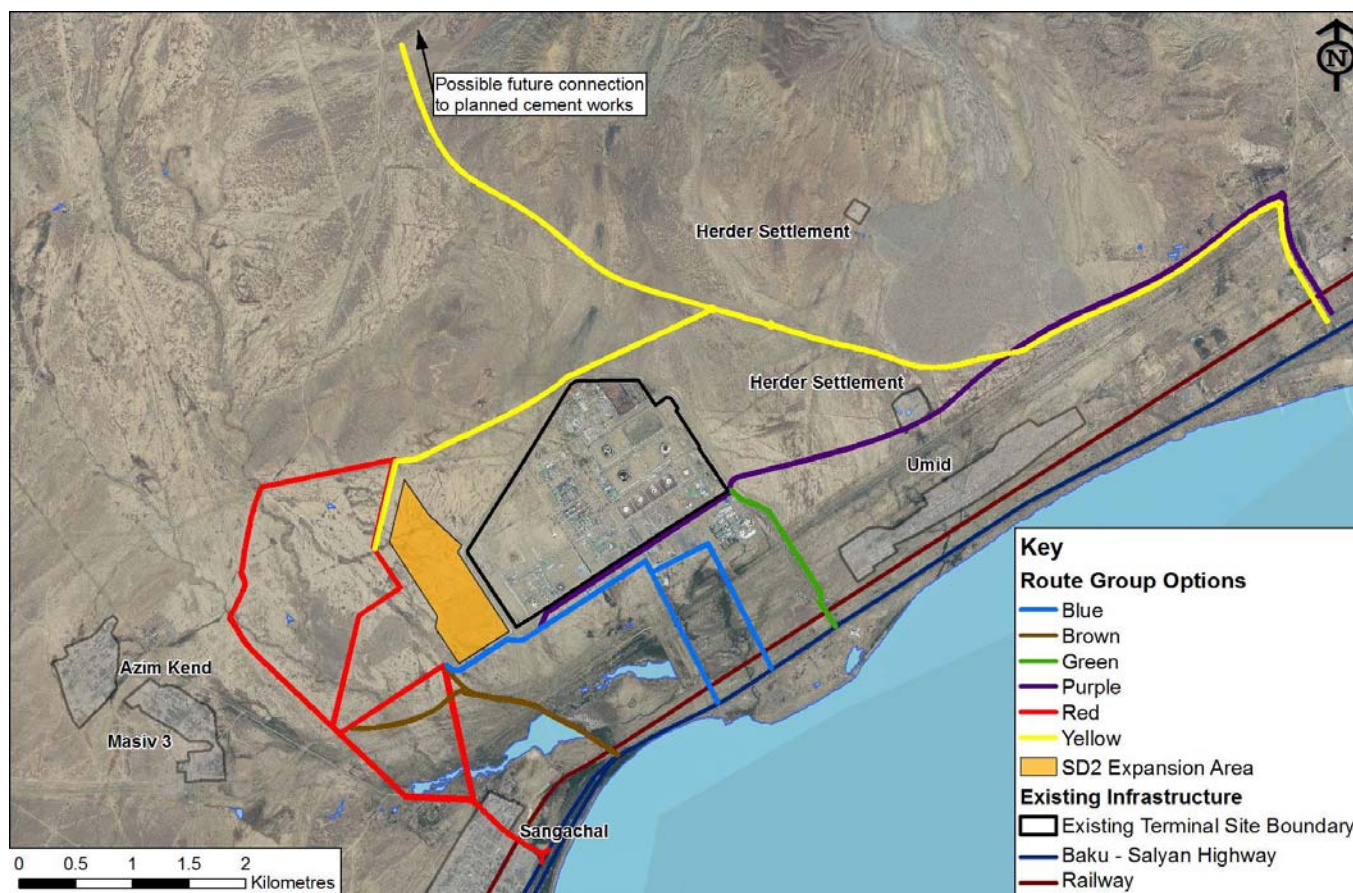 N
Possible future connection
to planned cement works
Herder Settlement
Herder Settlement
Umid
Azim Kend
Masiv 3
Sangachal
0 0.5 1 1.5 2
Kilometres
Key
Route Group Options
Blue
Brown
Green
Purple
Red
Yellow
SD2 Expansion Area
Existing Infrastructure
Existing Terminal Site Boundary
Baku - Salyan Highway
Railway